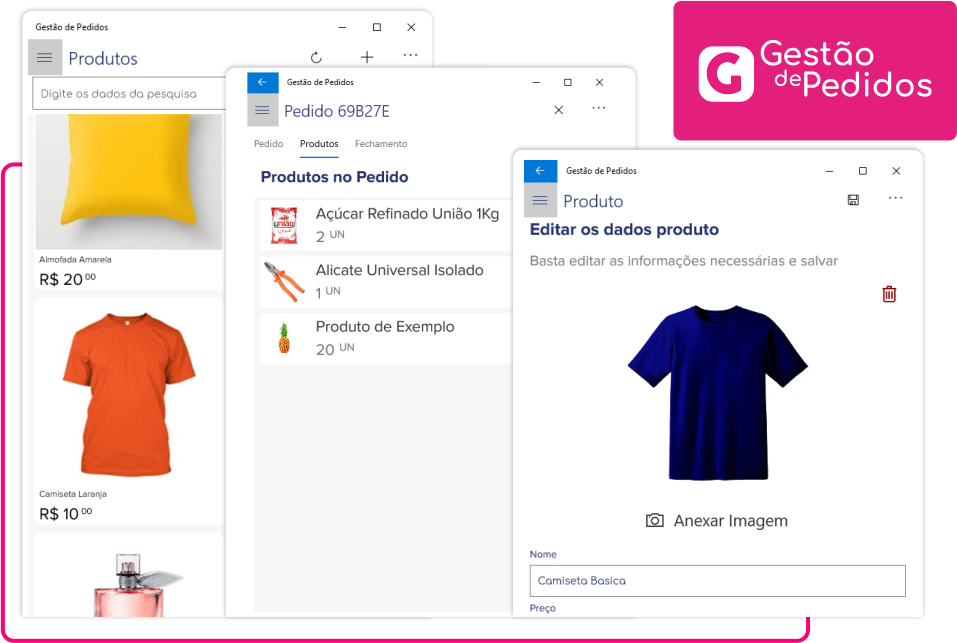 Gestão de Pedidos
Produtos
Digite os dados da pesquisa
Almofada Amarela
R$ 20 00
Camiseta Laranja
R$ 10 00
Gestão de Pedidos
Pedido 69B27E
Pedido Produtos Fechamento
Produtos no Pedido
união
Açúcar Refinado União 1Kg
2 UN
Alicate Universal Isolado
1 UN
Produto de Exemplo
20 UN
Gestão de Pedidos
Produto
Editar os dados produto
Basta editar as informações necessárias e salvar
Anexar Imagem
Nome
Camiseta Basica
Preço
G
Gestão
dePedidos